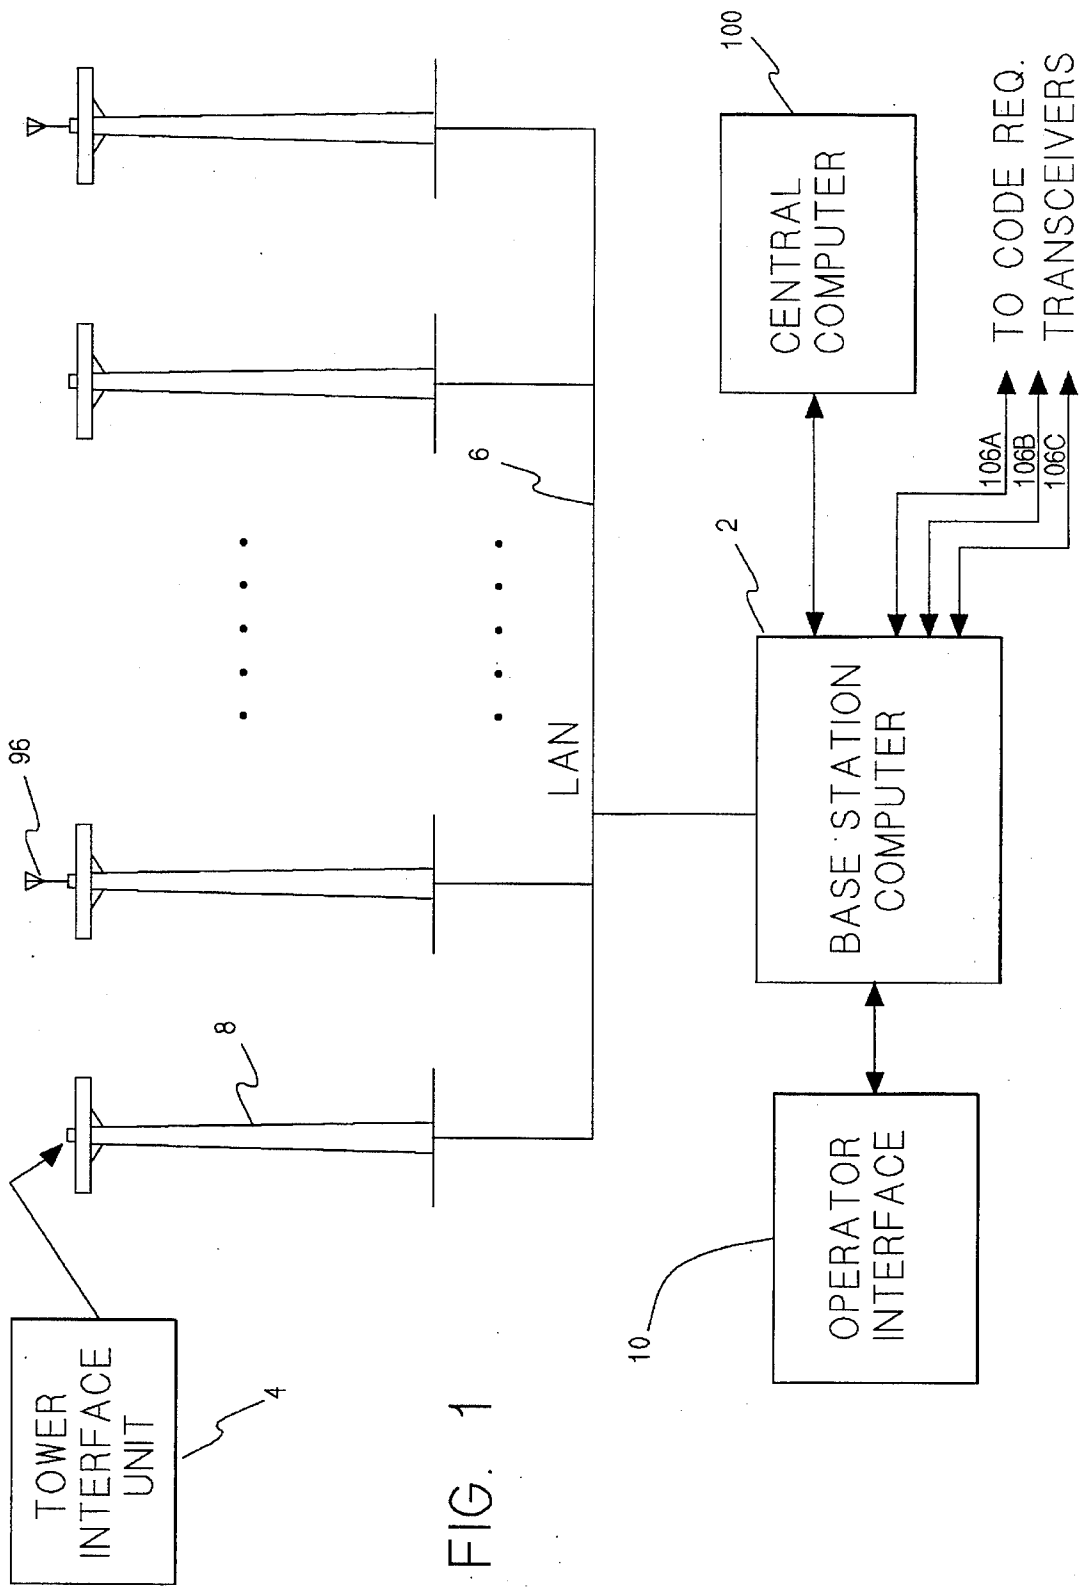 TOWER
INTERFACE
UNIT
4
8
96
LAN
6
10
OPERATOR
INTERFACE
BASE STATION
COMPUTER
2
CENTRAL
COMPUTER
100
106A
106B
106C
TO CODE REQ.
TRANSCEIVERS
FIG. 1